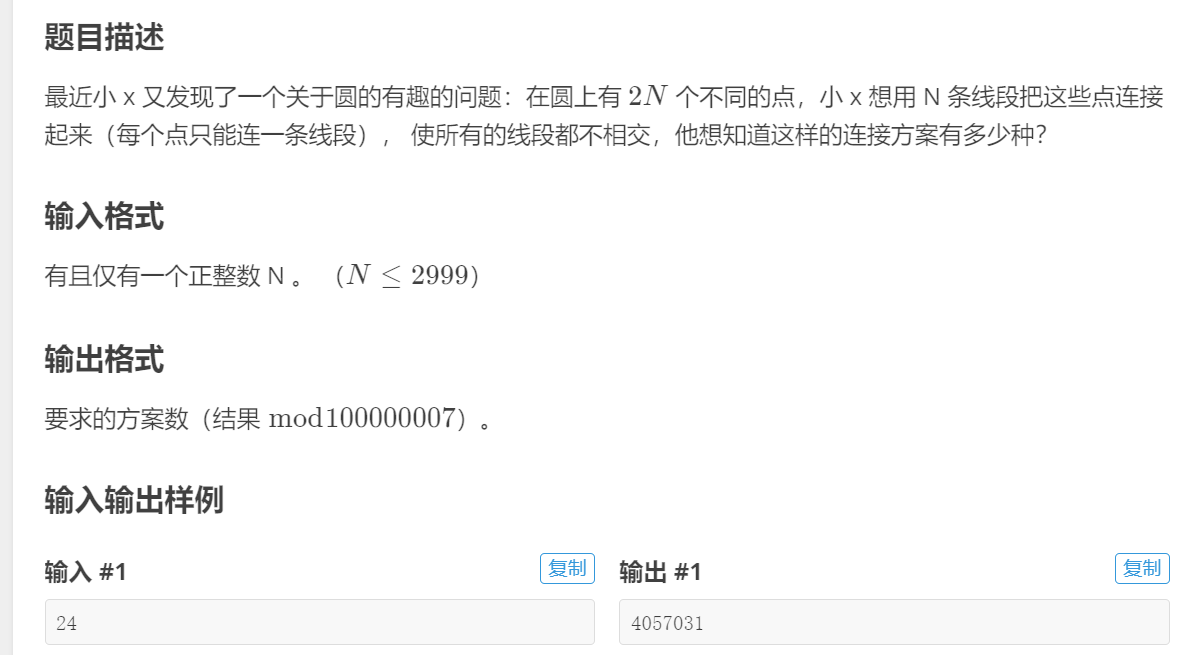 题目描述
最近小 x 又发现了一个关于圆的有趣的问题：在圆上有 2N 个不同的点，小 x 想用 N 条线段把这些点连接
起来（每个点只能连一条线段）， 使所有的线段都不相交，他想知道这样的连接方案有多少种？
输入格式
有且仅有一个正整数 N 。 （N ≤ 2999）
输出格式
要求的方案数（结果 mod100000007）。
输入输出样例
输入 #1
复制
输出 #1
复制
24
4057031